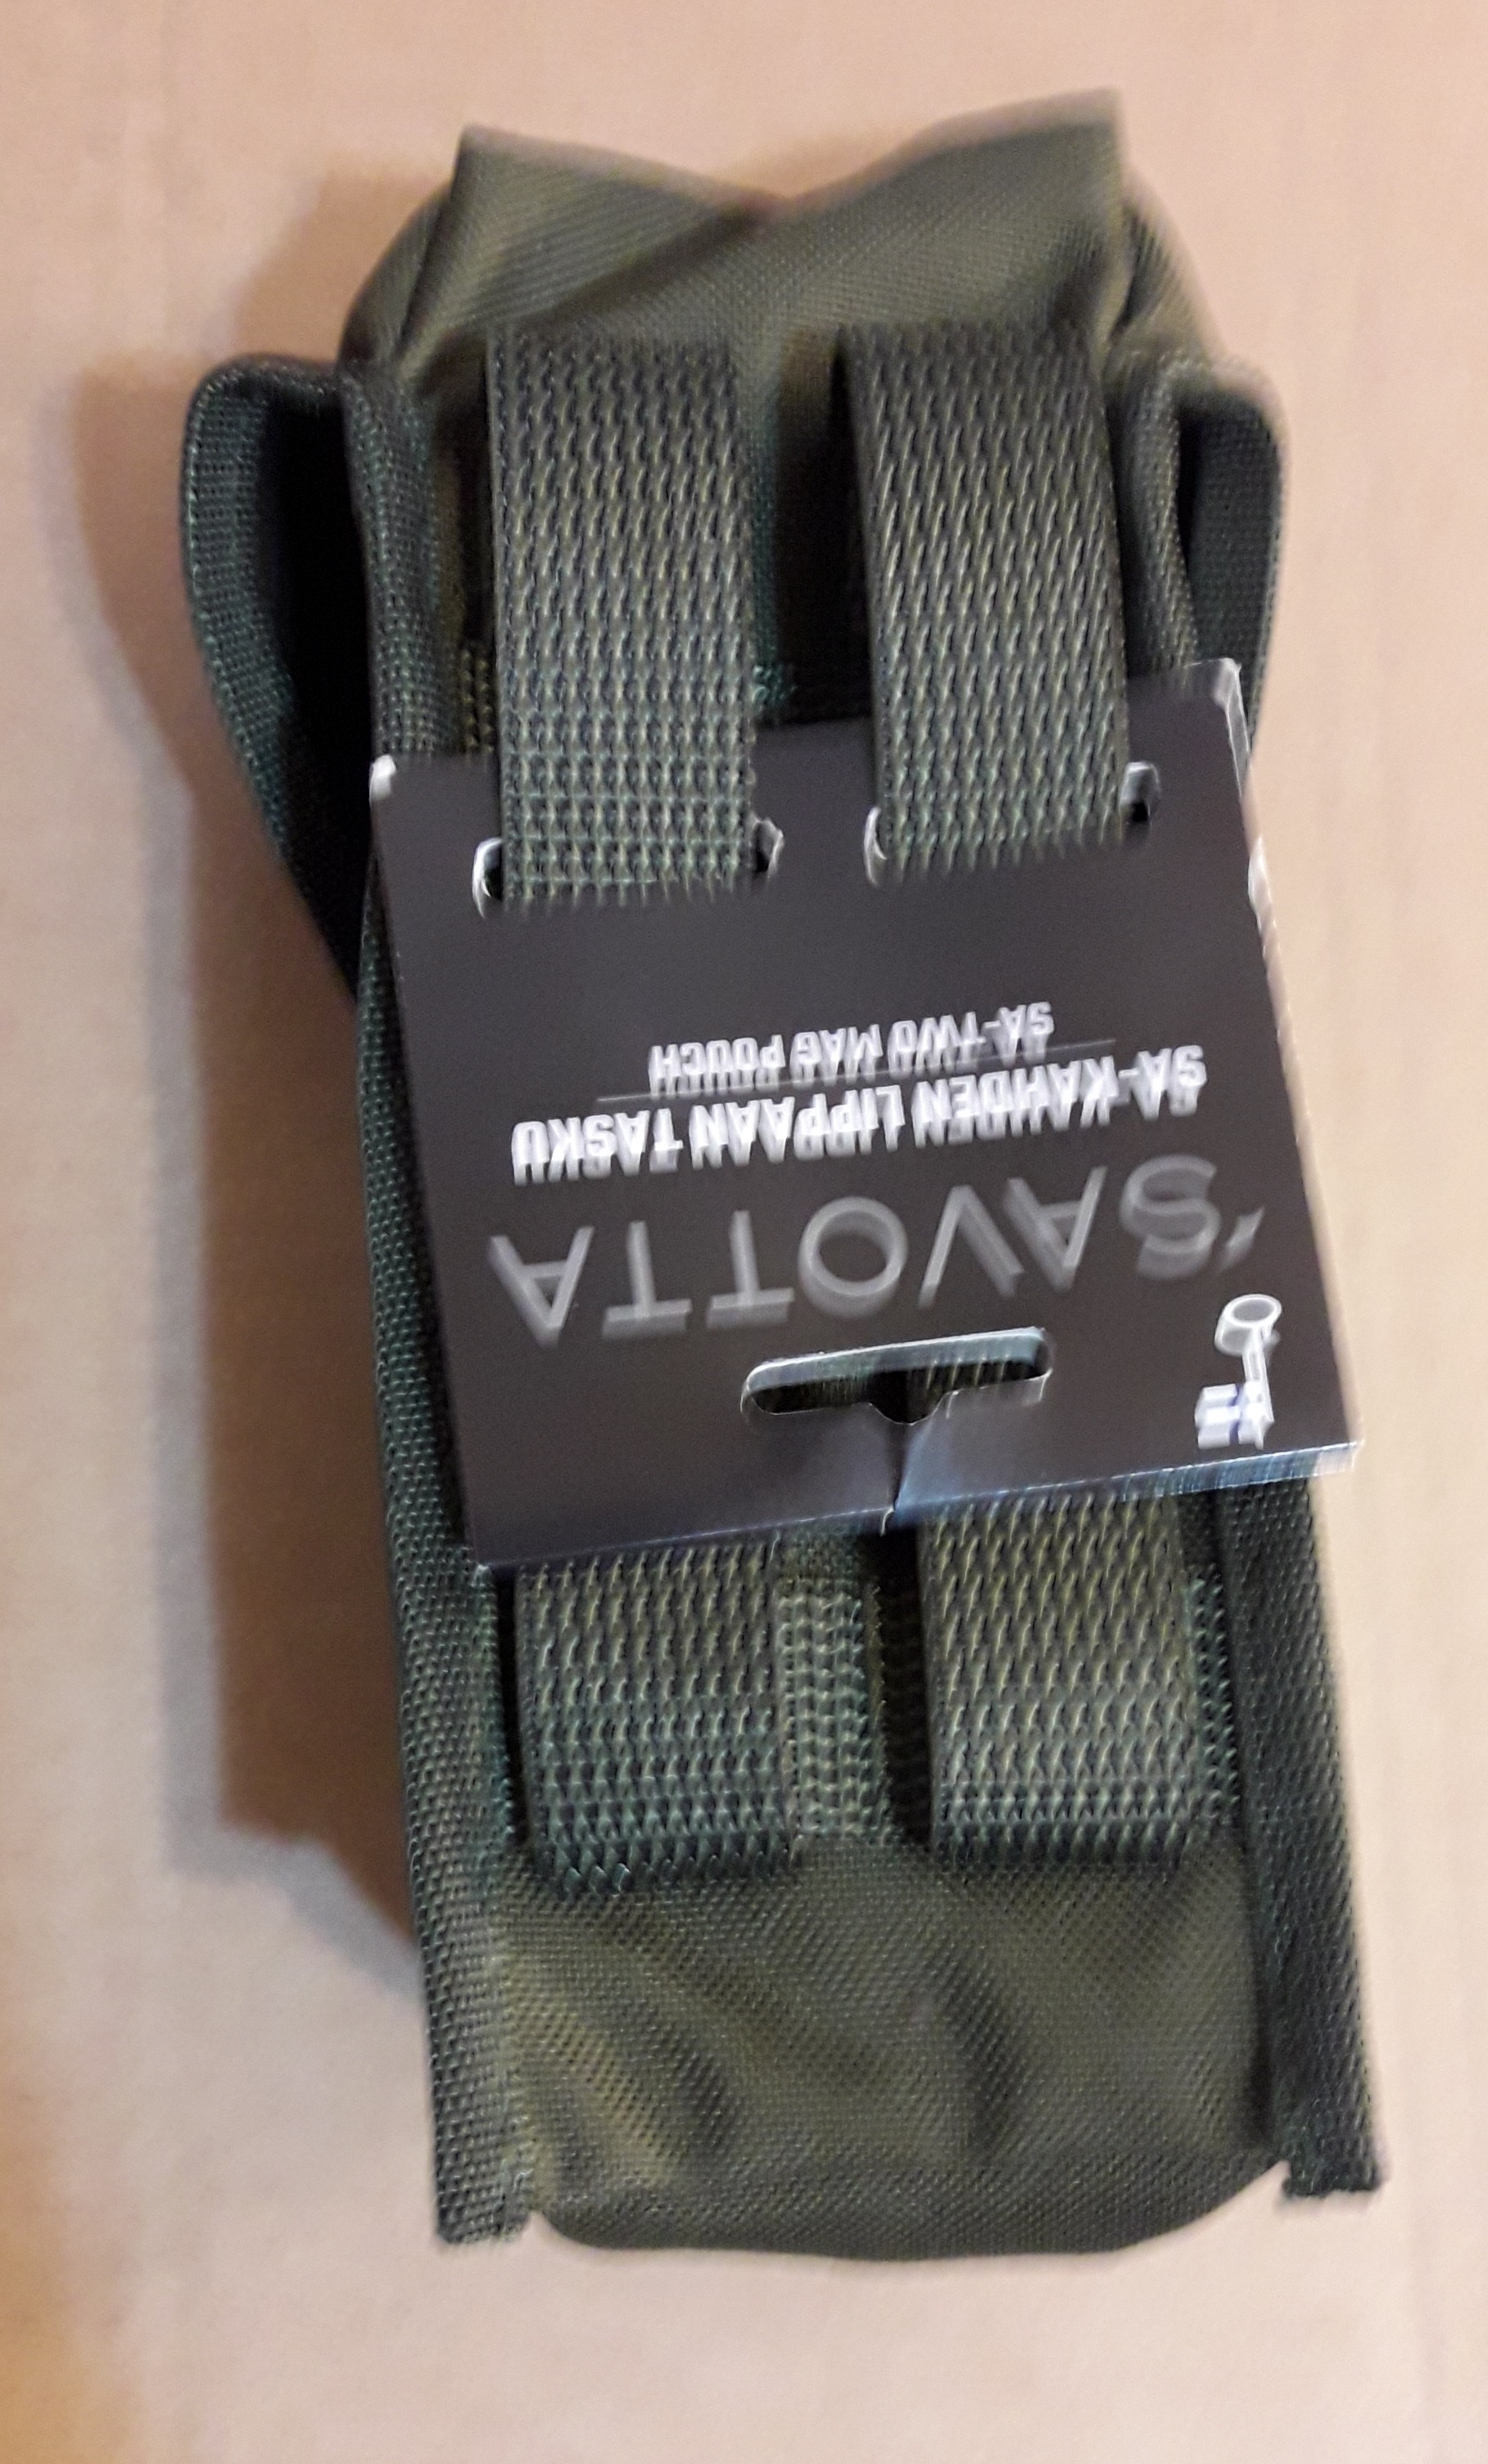 SAVOTTA
SA-KAHDEN LIPPAAN TASKU
SA-TWO MAG POUCH